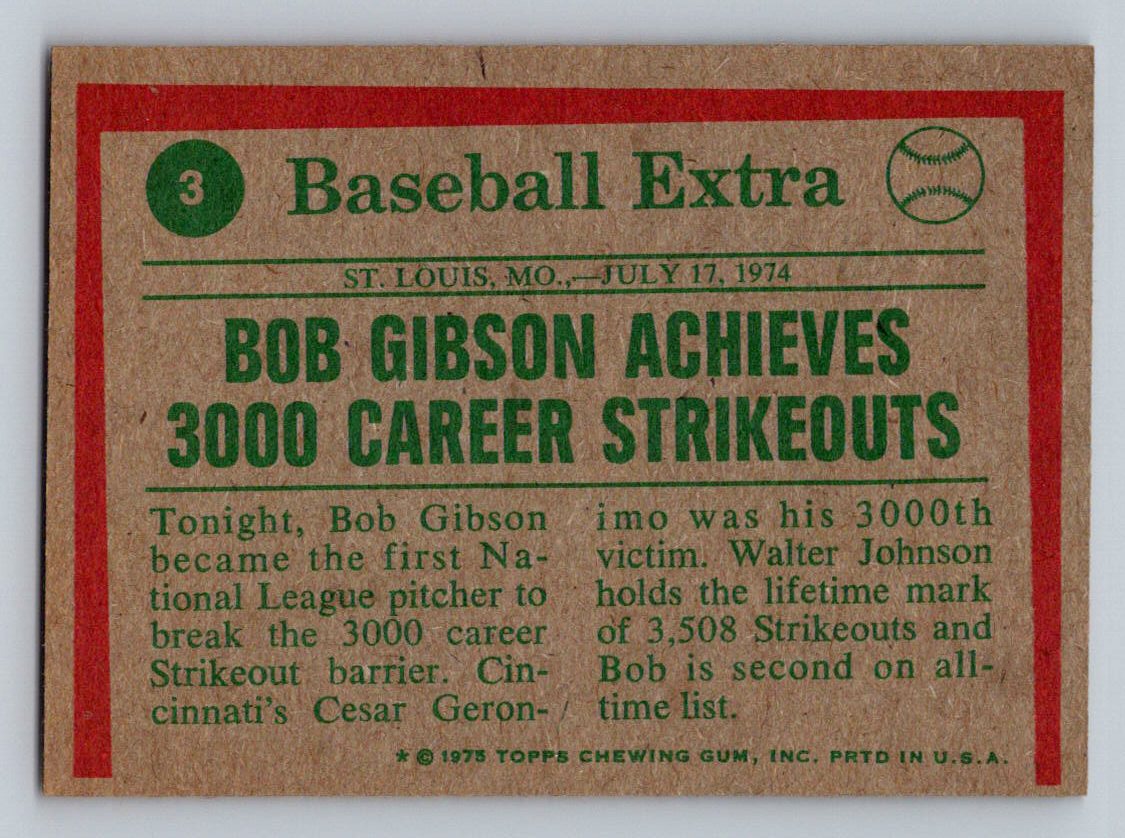 3
Baseball Extra
ST. LOUIS, MO.,—JULY 17, 1974
BOB GIBSON ACHIEVES
3000 CAREER STRIKEOUTS
Tonight, Bob Gibson
became the first Na-
tional League pitcher to
break the 3000 career
Strikeout barrier. Cin-
cinnati's Cesar Geron-
imo was his 3000th
victim. Walter Johnson
holds the lifetime mark
of 3,508 Strikeouts and
Bob is second on all-
time list.
* © 1975 TOPPS CHEWING GUM, INC. PRTD IN U.S.A.